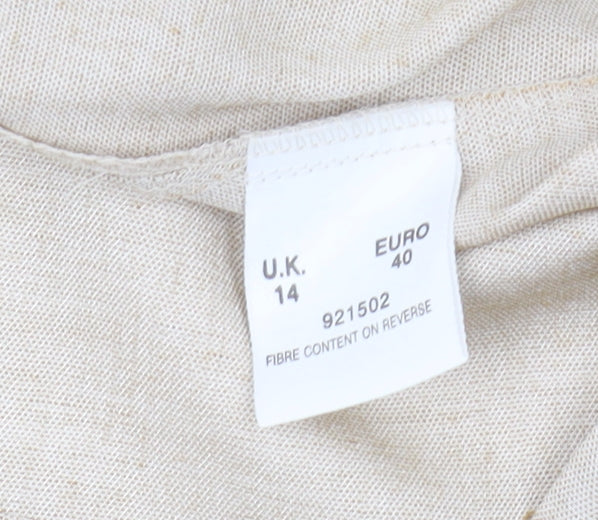 U.K. EURO
14 40
921502
FIBRE CONTENT ON REVERSE